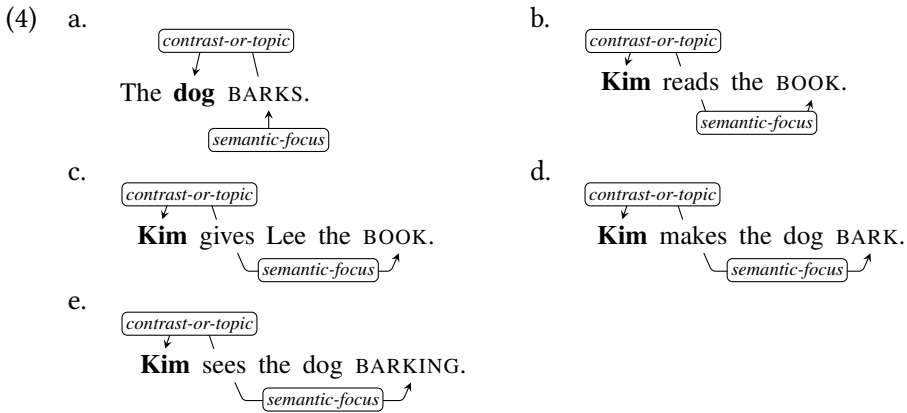 (4) a. b.
contrast-or-topic contrast-or-topic
The dog BARKS. Kim reads the BOOK.
semantic-focus semantic-focus
c. d.
contrast-or-topic contrast-or-topic
Kim gives Lee the BOOK. Kim makes the dog BARK.
semantic-focus semantic-focus
e.
contrast-or-topic
Kim sees the dog BARKING.
semantic-focus